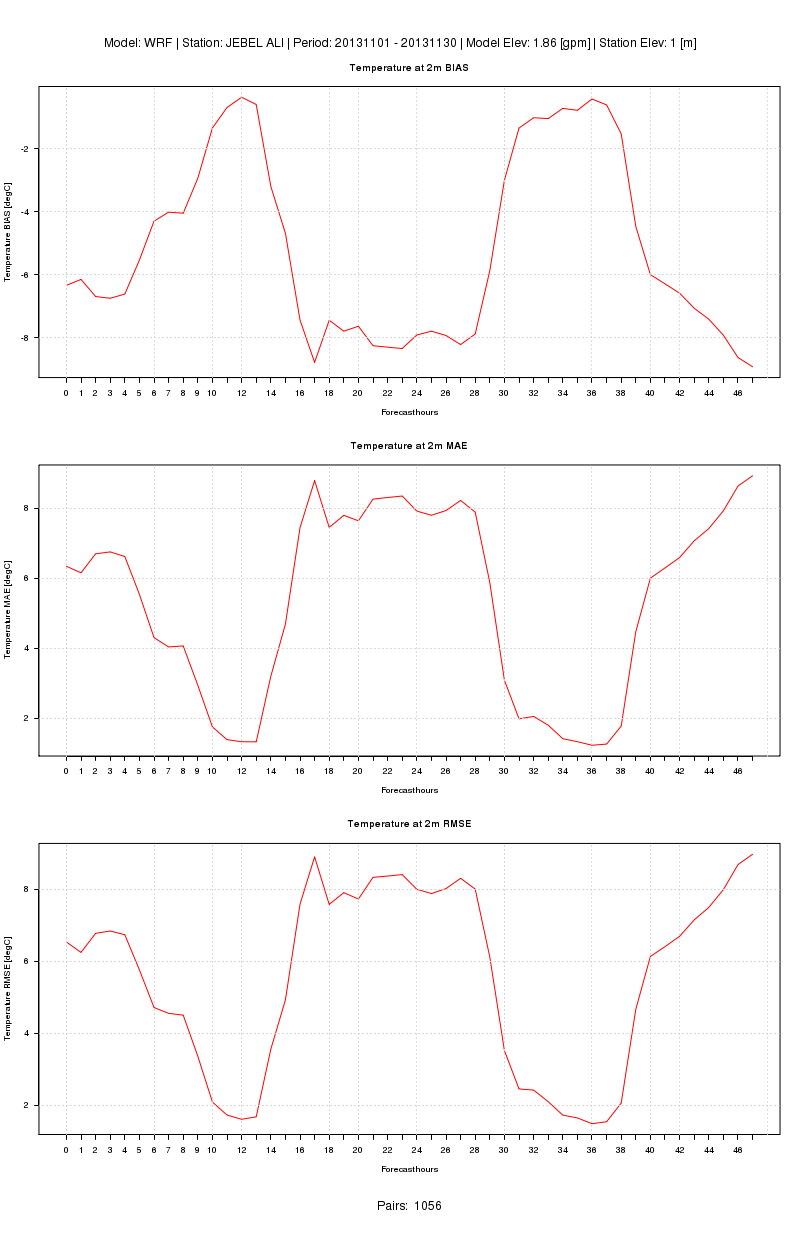 Model: WRF | Station: JEBEL ALI | Period: 20131101 - 20131130 | Model Elev: 1.86 [gpm] | Station Elev: 1 [m]
Temperature at 2m BIAS
Temperature BIAS [degC]
-2
-4
-6
-8
0 1 2 3 4 5 6 7 8 9 10 12 14 16 18 20 22 24 26 28 30 32 34 36 38 40 42 44 46
Forecasthours
Temperature at 2m MAE
Temperature MAE [degC]
8
6
4
2
0 1 2 3 4 5 6 7 8 9 10 12 14 16 18 20 22 24 26 28 30 32 34 36 38 40 42 44 46
Forecasthours
Temperature at 2m RMSE
Temperature RMSE [degC]
8
6
4
2
0 1 2 3 4 5 6 7 8 9 10 12 14 16 18 20 22 24 26 28 30 32 34 36 38 40 42 44 46
Forecasthours
Pairs: 1056